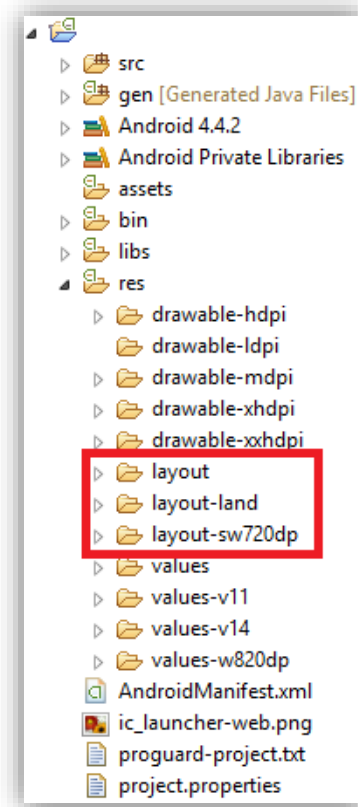 src
gen [Generated Java Files]
Android 4.4.2
Android Private Libraries
assets
bin
libs
res
drawable-hdpi
drawable-ldpi
drawable-mdpi
drawable-xhdpi
drawable-xxhdpi
layout
layout-land
layout-sw720dp
values
values-v11
values-v14
values-w820dp
AndroidManifest.xml
ic_launcher-web.png
proguard-project.txt
project.properties